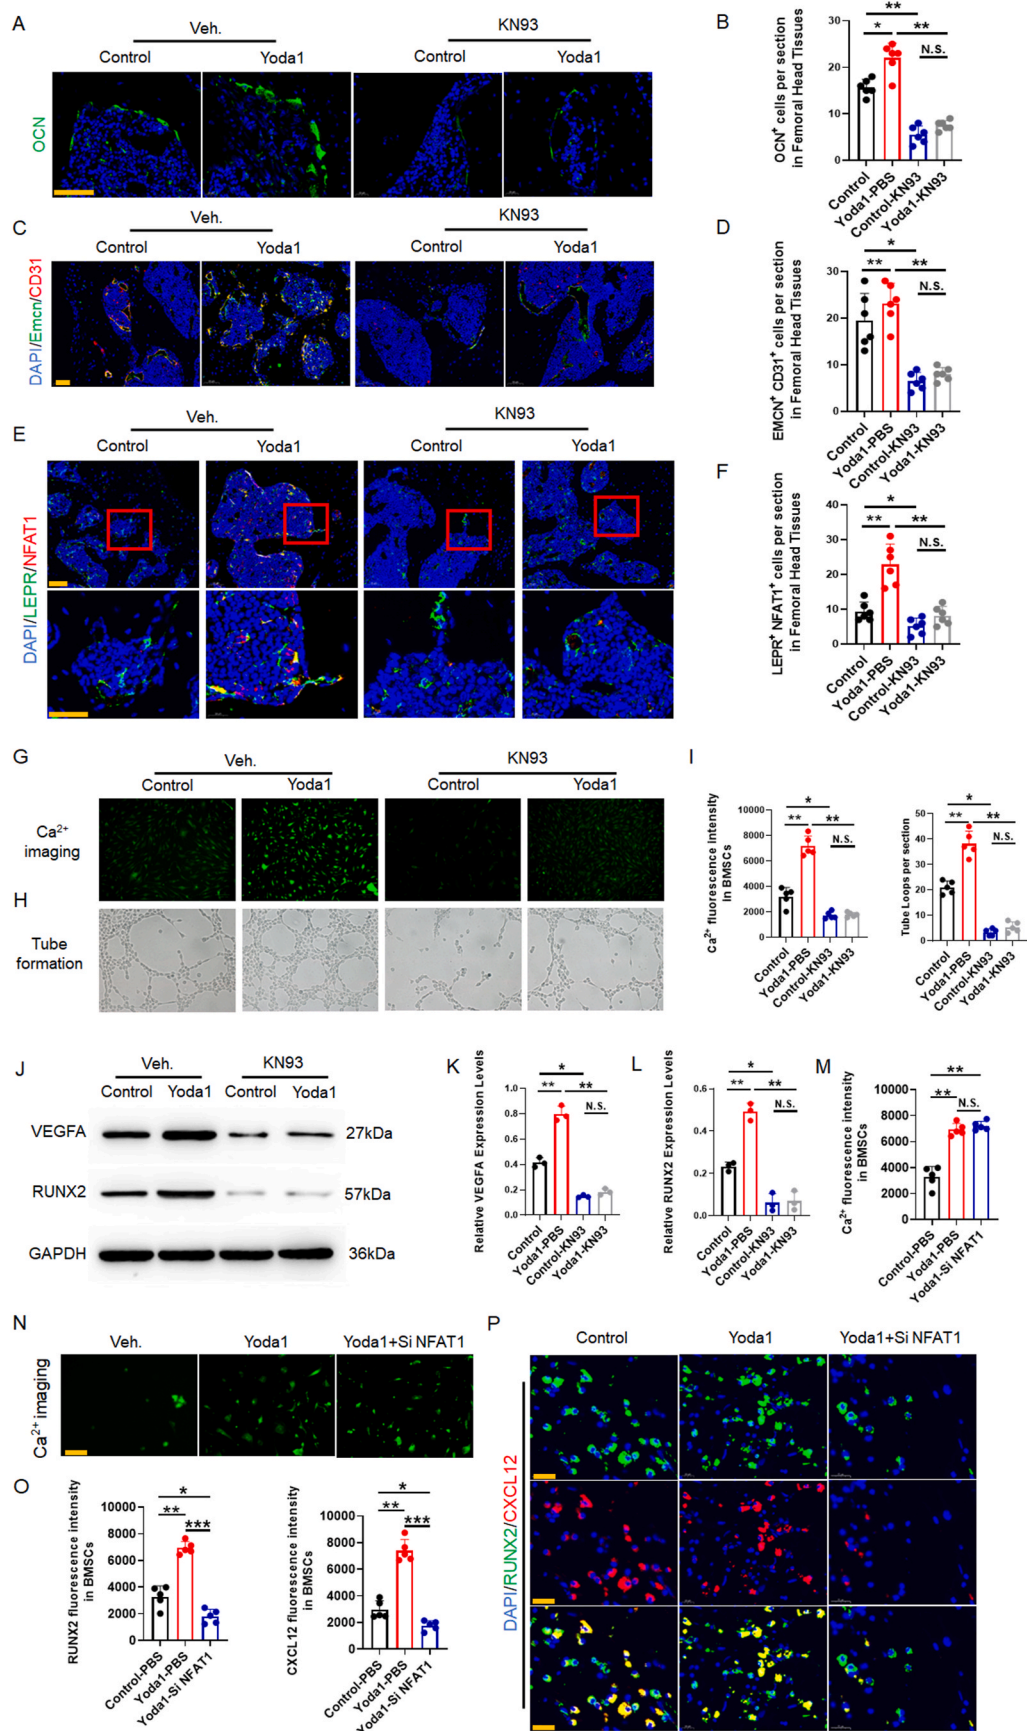 A
Veh.
KN93
Control
Yoda1
Control
Yoda1
OCN
B
OCN⁺ cells per section
in Femoral Head Tissues
30
20
10
0
**
*
**
N.S.
Control
Yoda1-PBS
Control-KN93
Yoda1-KN93
C
Veh.
KN93
Control
Yoda1
Control
Yoda1
DAPI/Emcn/CD31
D
EMCN⁺ CD31⁺ cells per section
in Femoral Head Tissues
30
20
10
0
*
**
**
N.S.
Control
Yoda1-PBS
Control-KN93
Yoda1-KN93
E
Veh.
KN93
Control
Yoda1
Control
Yoda1
DAPI/LEPR/NFAT1
F
LEPR⁺ NFAT1⁺ cells per section
in Femoral Head Tissues
40
30
20
10
0
*
**
**
N.S.
Control
Yoda1-PBS
Control-KN93
Yoda1-KN93
G
Veh.
KN93
Control
Yoda1
Control
Yoda1
Ca²⁺
imaging
H
Tube
formation
I
Ca²⁺ fluorescence intensity
in BMSCs
10000
8000
6000
4000
2000
0
*
**
**
N.S.
Control
Yoda1-PBS
Control-KN93
Yoda1-KN93
Tube Loops per section
50
40
30
20
10
0
*
**
**
N.S.
Control
Yoda1-PBS
Control-KN93
Yoda1-KN93
J
Veh.
KN93
Control Yoda1 Control Yoda1
VEGFA
27kDa
RUNX2
57kDa
GAPDH
36kDa
K
Relative VEGFA Expression Levels
1.0
0.8
0.6
0.4
0.2
0.0
*
**
**
N.S.
Control
Yoda1-PBS
Control-KN93
Yoda1-KN93
L
Relative RUNX2 Expression Levels
0.6
0.4
0.2
0.0
*
**
**
N.S.
Control
Yoda1-PBS
Control-KN93
Yoda1-KN93
M
Ca²⁺ fluorescence intensity
in BMSCs
10000
8000
6000
4000
2000
0
**
**
N.S.
Control-PBS
Yoda1-PBS
Yoda1-Si NFAT1
N
Veh.
Yoda1
Yoda1+Si NFAT1
Ca²⁺ imaging
O
RUNX2 fluorescence intensity
in BMSCs
10000
8000
6000
4000
2000
0
*
**
***
Control-PBS
Yoda1-PBS
Yoda1-Si NFAT1
CXCL12 fluorescence intensity
in BMSCs
10000
8000
6000
4000
2000
0
*
**
***
Control-PBS
Yoda1-PBS
Yoda1-Si NFAT1
P
Control
Yoda1
Yoda1+Si NFAT1
DAPI/RUNX2/CXCL12